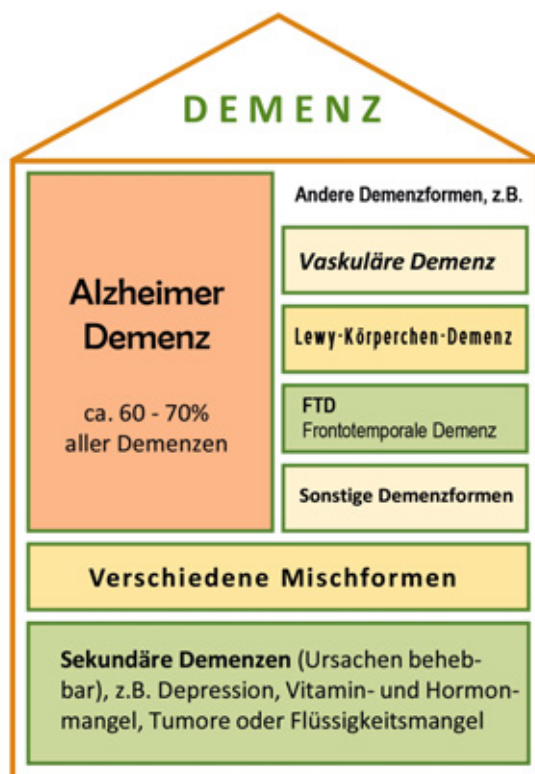 DEMENZ
Alzheimer
Demenz
ca. 60 - 70%
aller Demenzen
Andere Demenzformen, z.B.
Vaskuläre Demenz
Lewy-Körperchen-Demenz
FTD
Frontotemporale Demenz
Sonstige Demenzformen
Verschiedene Mischformen
Sekundäre Demenzen (Ursachen beheb-
bar), z.B. Depression, Vitamin- und Hormon-
mangel, Tumore oder Flüssigkeitsmangel